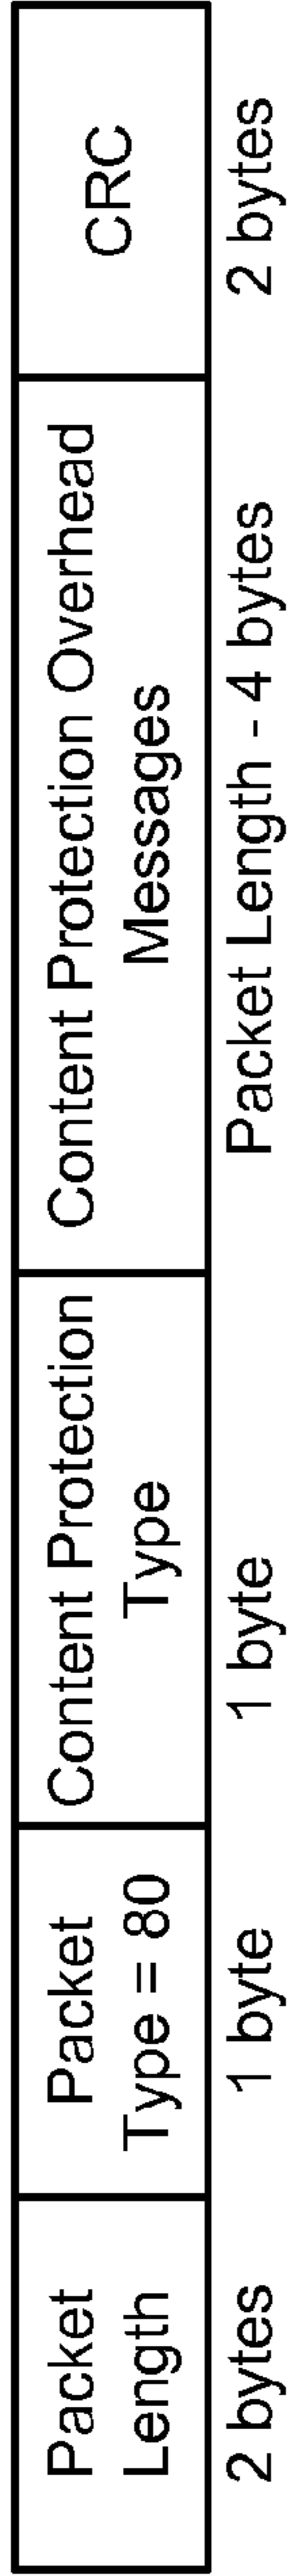 Packet
Length
Packet
Type = 80
Content Protection
Type
Content Protection Overhead
Messages
CRC
2 bytes
1 byte
1 byte
Packet Length - 4 bytes
2 bytes